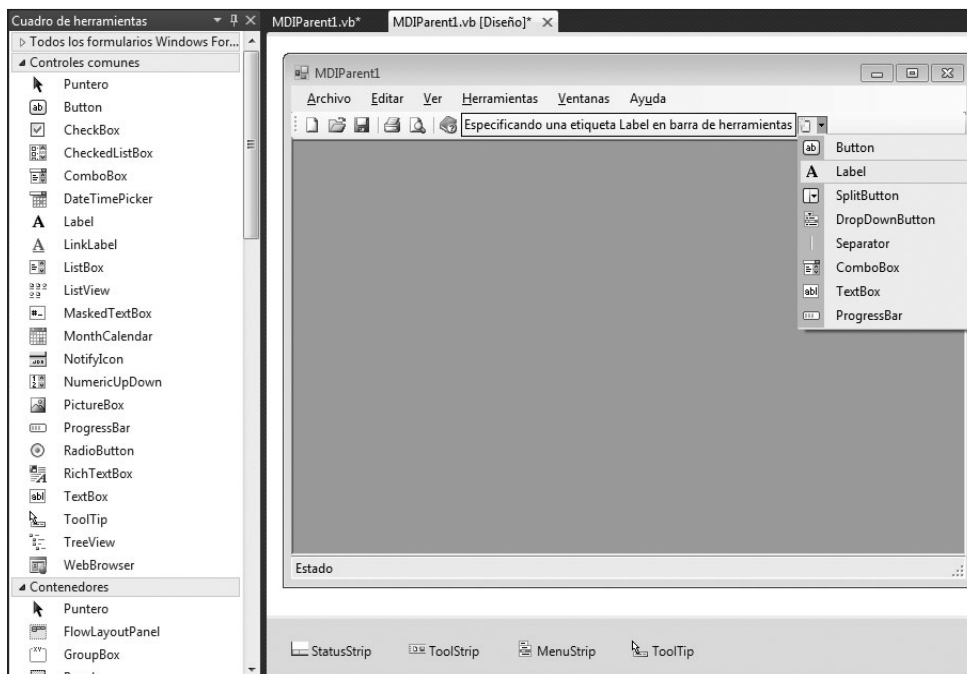 Cuadro de herramientas
Todos los formularios Windows For...
Controles comunes
Puntero
Button
CheckBox
CheckedListBox
ComboBox
DateTimePicker
Label
LinkLabel
ListBox
ListView
MaskedTextBox
MonthCalendar
NotifyIcon
NumericUpDown
PictureBox
ProgressBar
RadioButton
RichTextBox
TextBox
ToolTip
TreeView
WebBrowser
Contenedores
Puntero
FlowLayoutPanel
GroupBox
MDIParent1.vb*
MDIParent1.vb [Diseño]*
MDIParent1
Archivo Editar Ver Herramientas Ventanas Ayuda
Especificando una etiqueta Label en barra de herramientas
Button
Label
SplitButton
DropDownButton
Separator
ComboBox
TextBox
ProgressBar
Estado
StatusStrip ToolStrip MenuStrip ToolTip